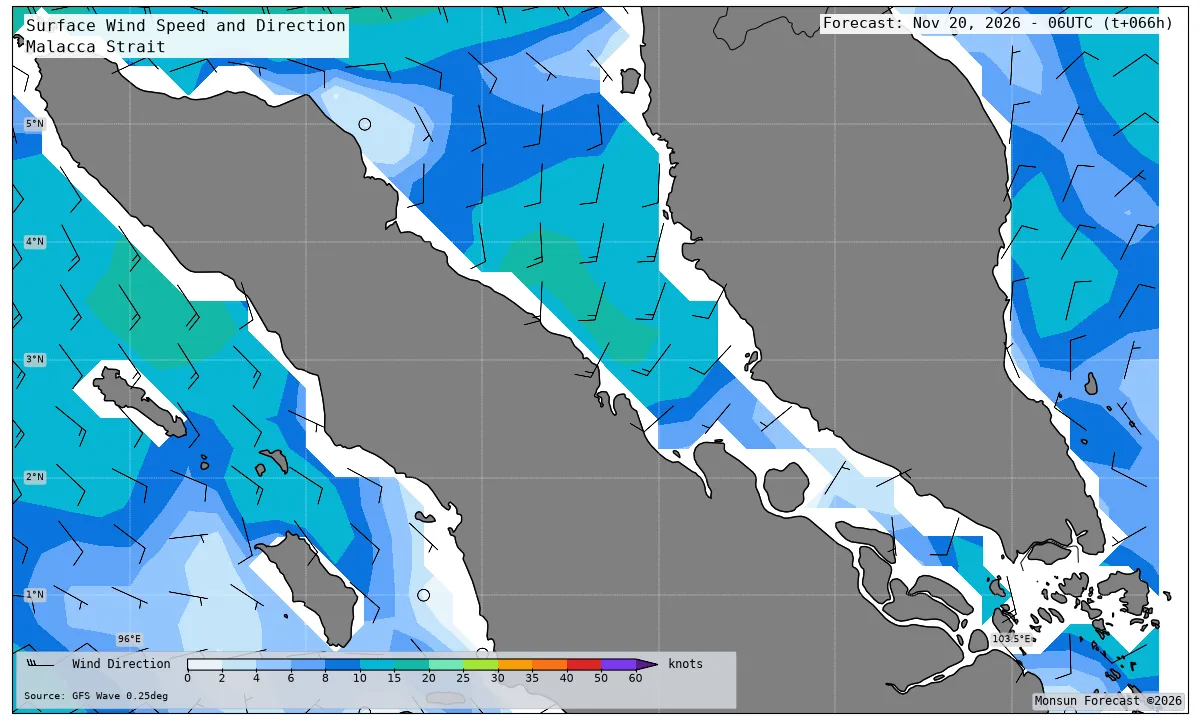 Surface Wind Speed and Direction
Malacca Strait
Forecast: Nov 20, 2026 - 06UTC (t+066h)
5°N
4°N
3°N
2°N
1°N
96°E
103.5°E
Wind Direction
0 2 4 6 8 10 15 20 25 30 35 40 50 60
knots
Source: GFS Wave 0.25deg
Monsun Forecast ©2026